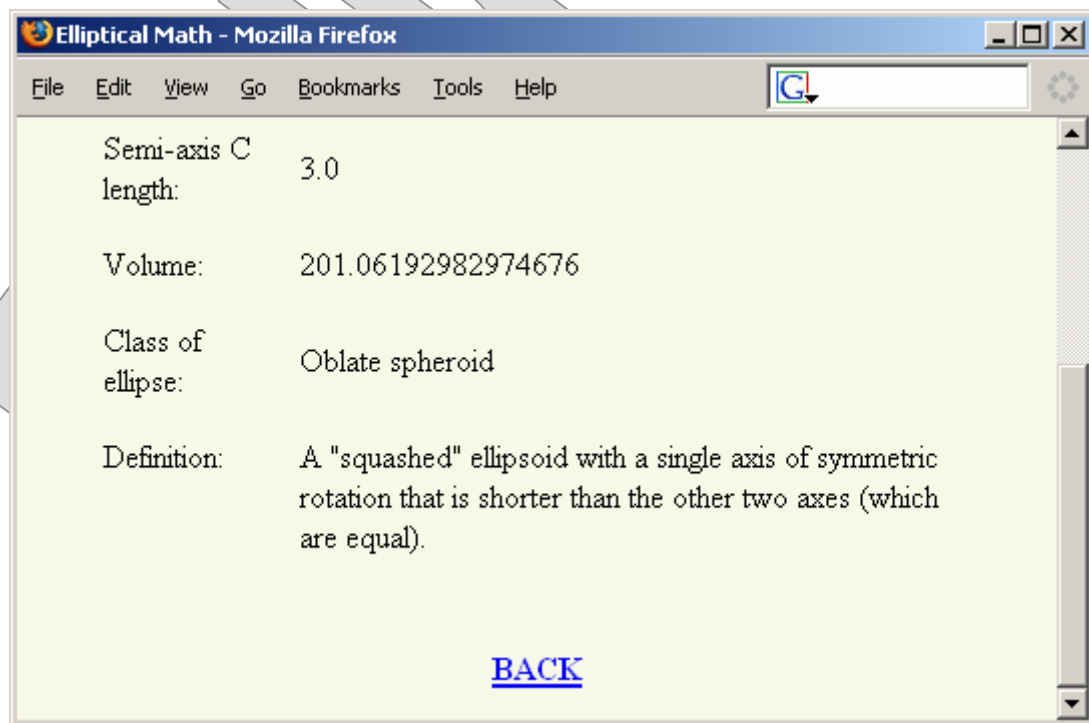 Elliptical Math - Mozilla Firefox
File Edit View Go Bookmarks Tools Help G
Semi-axis C
length:
3.0
Volume: 201.06192982974676
Class of
ellipse:
Oblate spheroid
Definition: A "squashed" ellipsoid with a single axis of symmetric
rotation that is shorter than the other two axes (which
are equal).
BACK